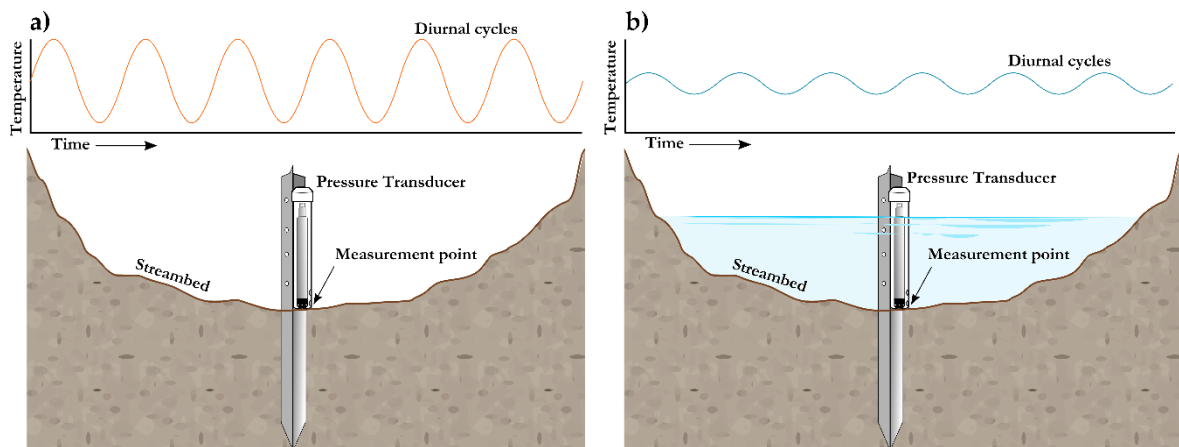 a)
Diurnal cycles
Temperature
Time
Pressure Transducer
Measurement point
Streambed
b)
Diurnal cycles
Temperature
Time
Pressure Transducer
Measurement point
Streambed